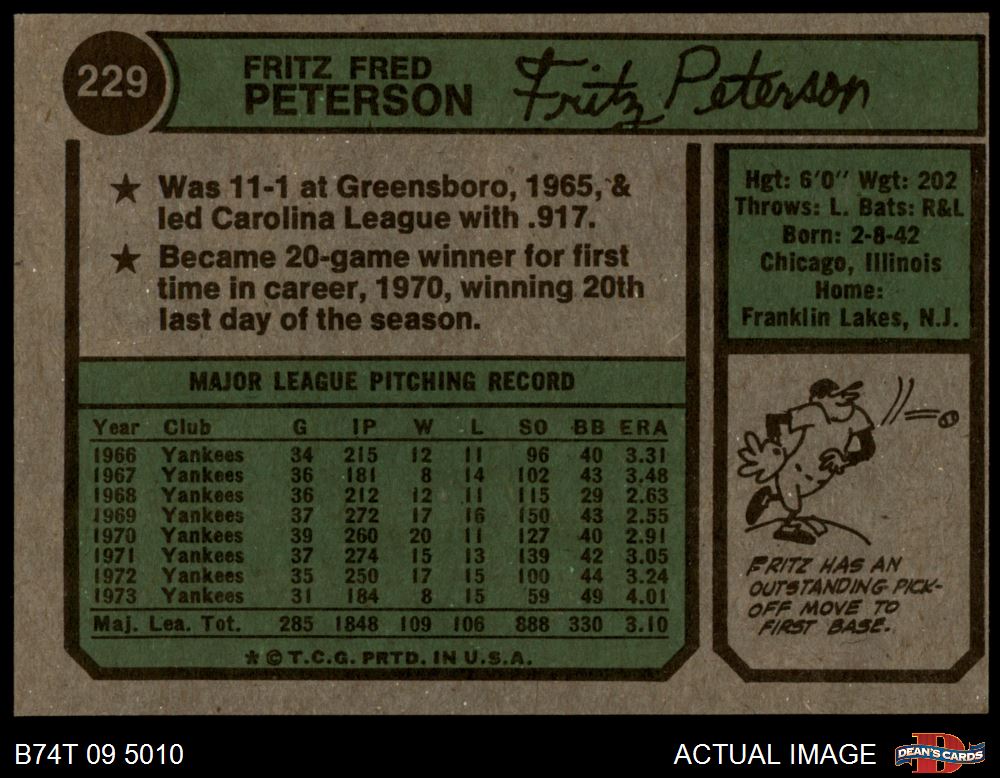 229
FRITZ FRED
PETERSON
Fritz Peterson
★ Was 11-1 at Greensboro, 1965, &
led Carolina League with .917.
★ Became 20-game winner for first
time in career, 1970, winning 20th
last day of the season.
Hgt: 6'0" Wgt: 202
Throws: L. Bats: R&L
Born: 2-8-42
Chicago, Illinois
Home:
Franklin Lakes, N.J.
MAJOR LEAGUE PITCHING RECORD
Year Club G IP W L SO BB ERA
1966 Yankees 34 215 12 11 96 40 3.31
1967 Yankees 36 181 8 14 102 43 3.48
1968 Yankees 36 212 12 11 115 29 2.63
1969 Yankees 37 272 17 16 150 43 2.55
1970 Yankees 39 260 20 11 127 40 2.91
1971 Yankees 37 274 15 13 139 42 3.05
1972 Yankees 35 250 17 15 100 44 3.24
1973 Yankees 31 184 8 15 59 49 4.01
Maj. Lea. Tot. 285 1848 109 106 888 330 3.10
★ © T.C.G. PRTD. IN U.S.A.
FRITZ HAS AN
OUTSTANDING PICK-
OFF MOVE TO
FIRST BASE.
B74T 09 5010
ACTUAL IMAGE
DEAN'S CARDS